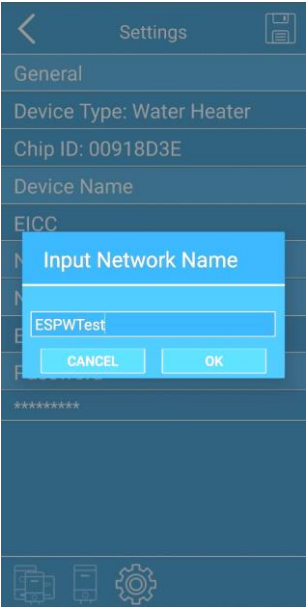 Settings
General
Device Type: Water Heater
Chip ID: 00918D3E
Device Name
EICC
Input Network Name
ESPWTest
CANCEL OK
*********